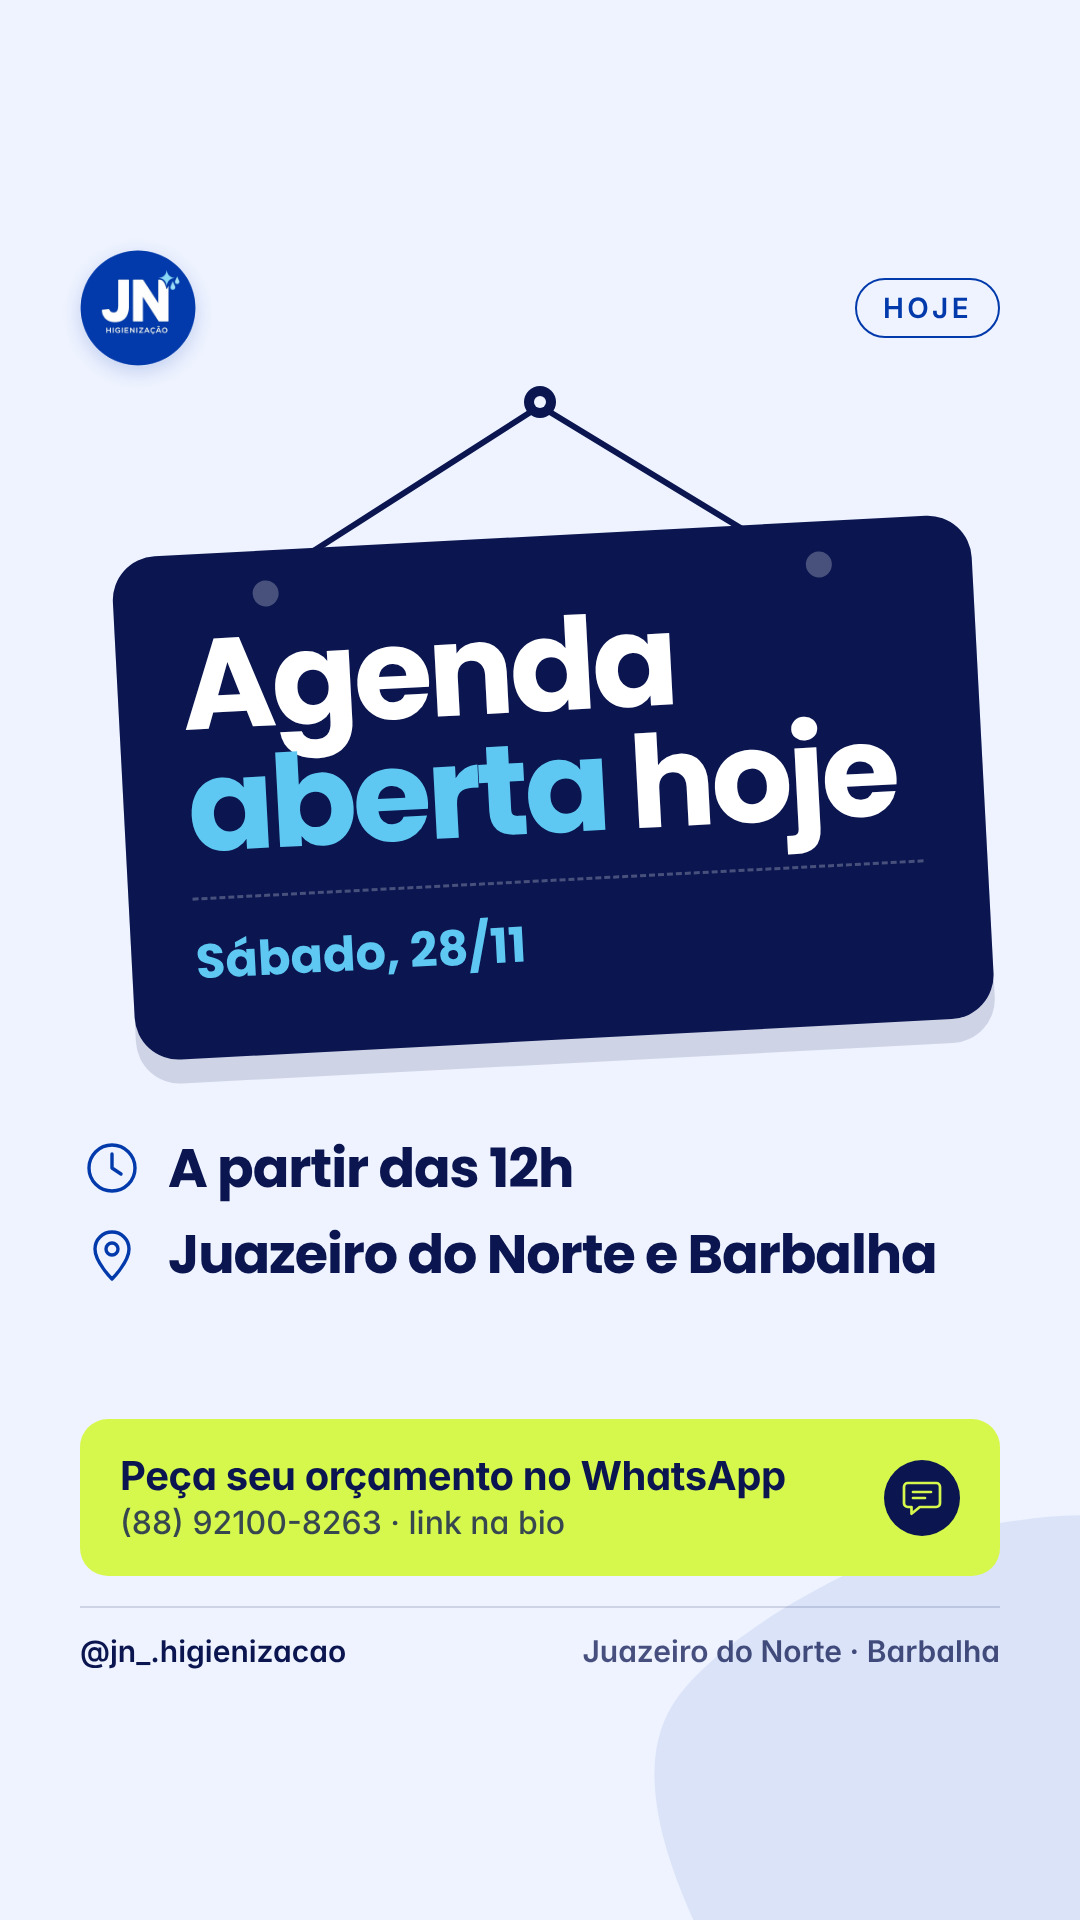 JN
HIGIENIZAÇÃO
HOJE
Agenda
aberta hoje
Sábado, 28/11
A partir das 12h
Juazeiro do Norte e Barbalha
Peça seu orçamento no WhatsApp
(88) 92100-8263 · link na bio
@jn_.higienizacao
Juazeiro do Norte · Barbalha